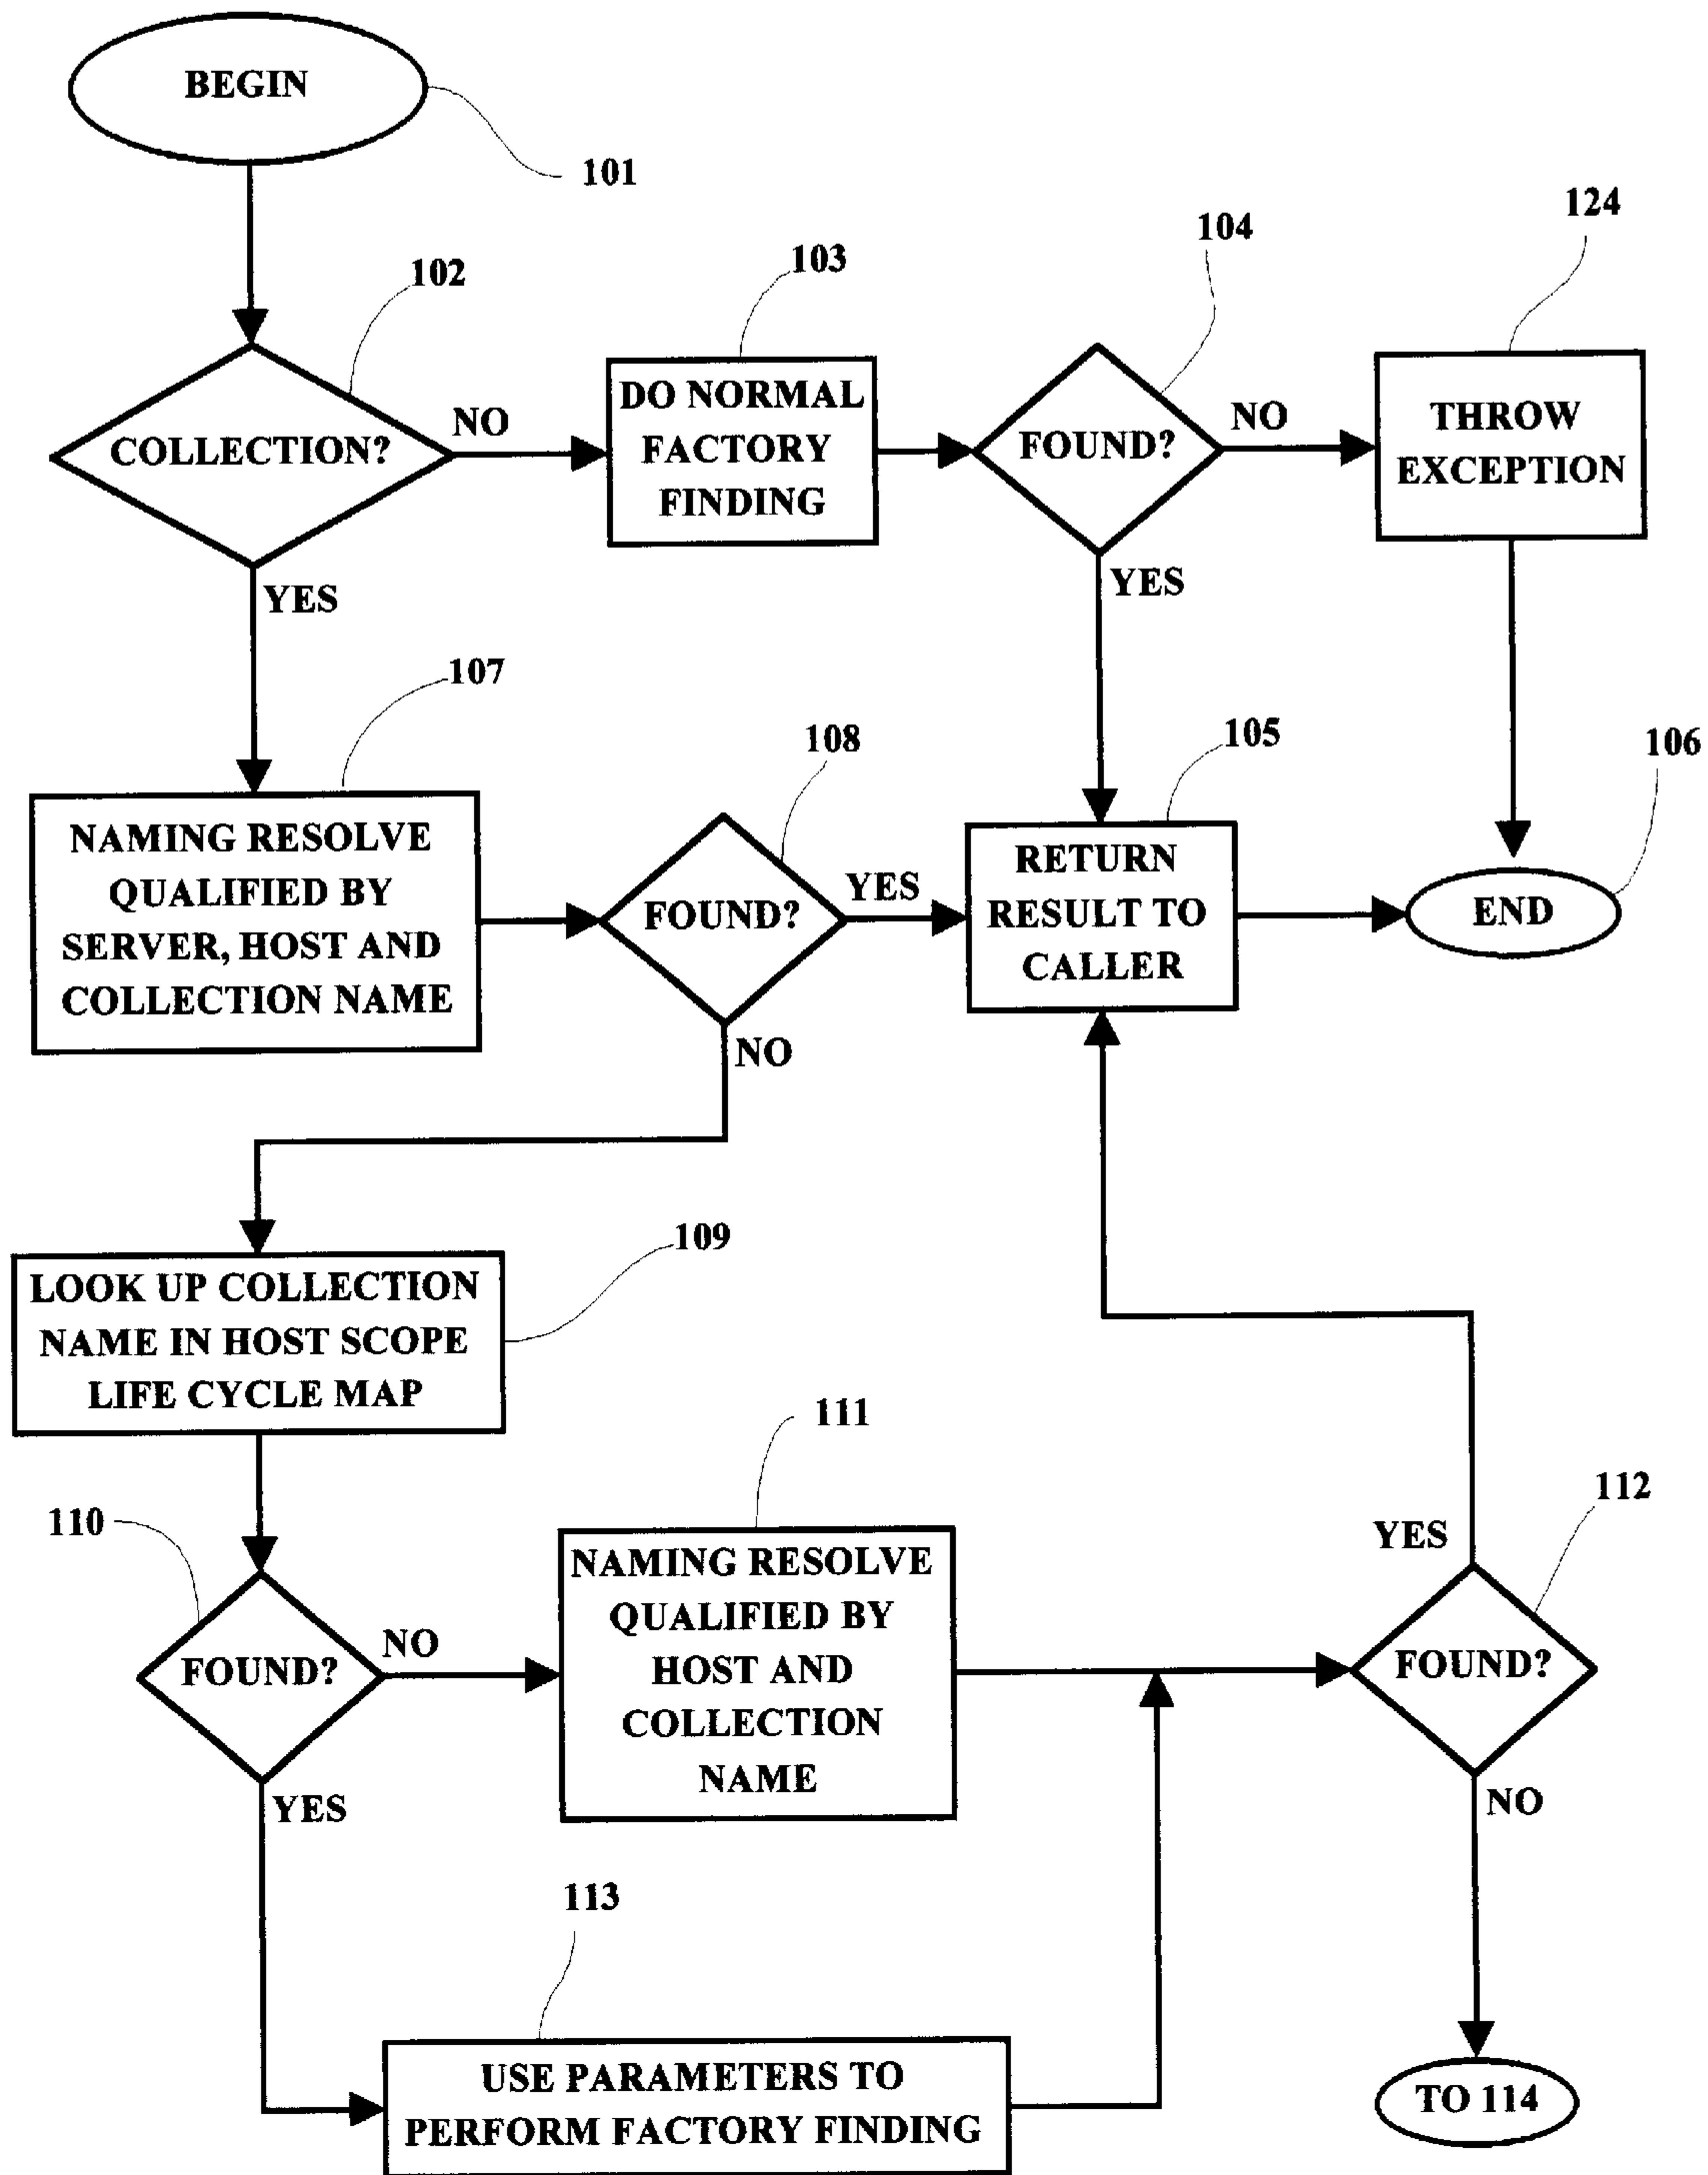 BEGIN
101
102
COLLECTION?
NO
YES
103
DO NORMAL
FACTORY
FINDING
104
FOUND?
NO
YES
124
THROW
EXCEPTION
107
NAMING RESOLVE
QUALIFIED BY
SERVER, HOST AND
COLLECTION NAME
108
FOUND?
YES
NO
105
RETURN
RESULT TO
CALLER
106
END
109
LOOK UP COLLECTION
NAME IN HOST SCOPE
LIFE CYCLE MAP
110
FOUND?
NO
YES
111
NAMING RESOLVE
QUALIFIED BY
HOST AND
COLLECTION
NAME
112
YES
FOUND?
NO
113
USE PARAMETERS TO
PERFORM FACTORY FINDING
TO 114